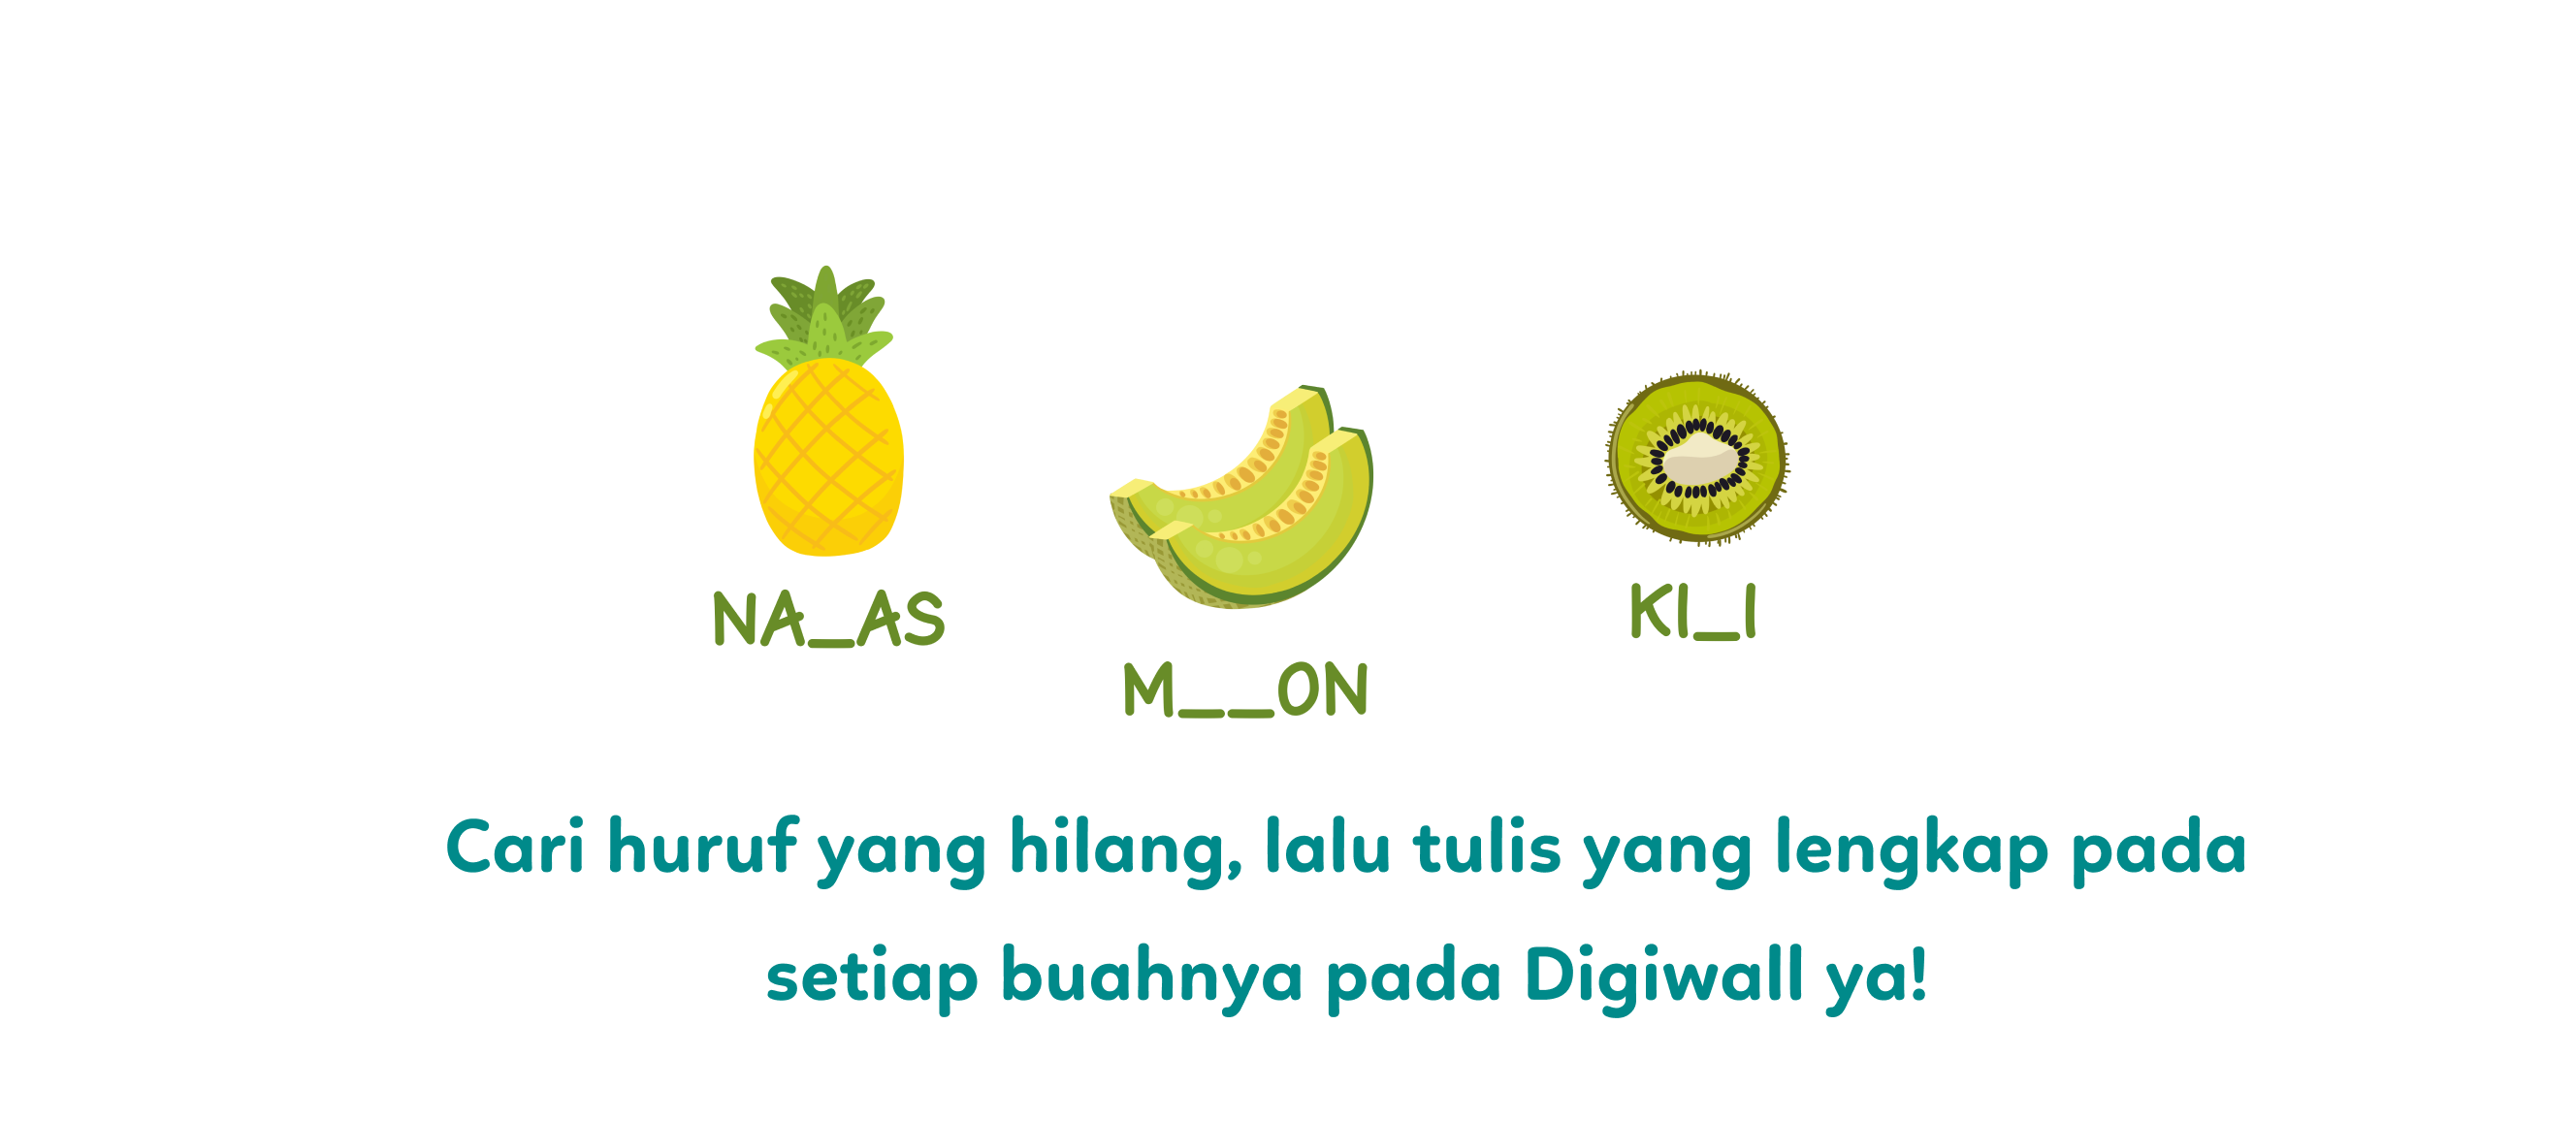 NA_AS
M__ON
KI_I
Cari huruf yang hilang, lalu tulis yang lengkap pada
setiap buahnya pada Digiwall ya!